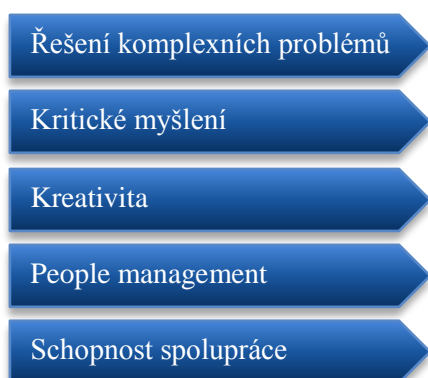 Řešení komplexních problémů
Kritické myšlení
Kreativita
People management
Schopnost spolupráce